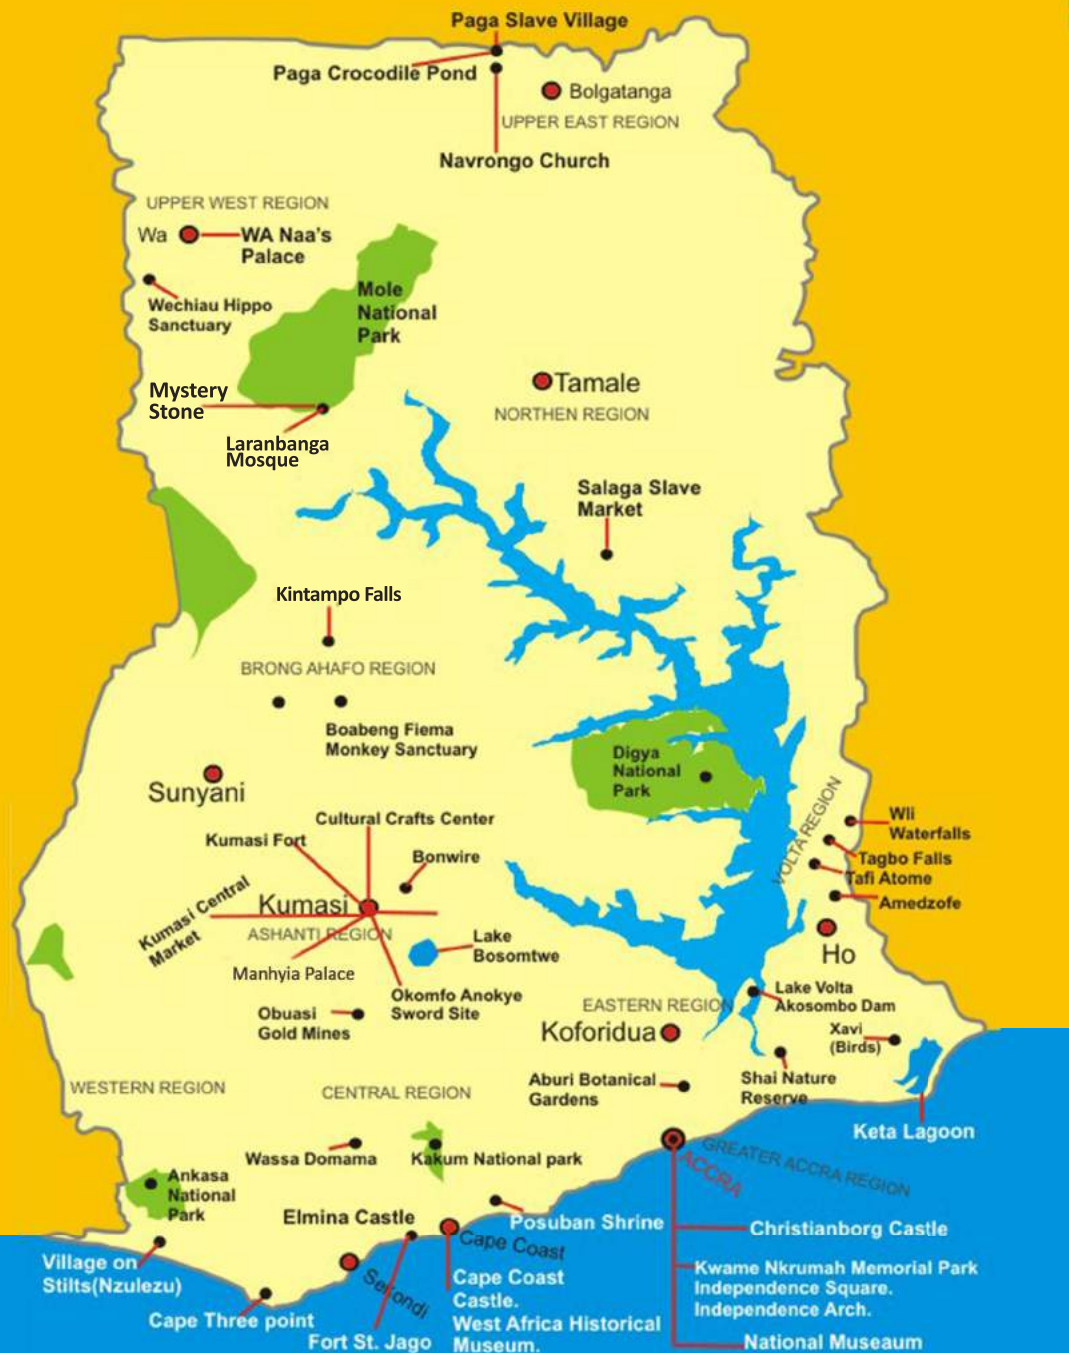 Paga Slave Village
Paga Crocodile Pond
Bolgatanga
UPPER EAST REGION
Navrongo Church
UPPER WEST REGION
Wa
WA Naa's
Palace
Wechiau Hippo
Sanctuary
Mole
National
Park
Mystery
Stone
Laranbanga
Mosque
Tamale
NORTHEN REGION
Salaga Slave
Market
Kintampo Falls
BRONG AHAFO REGION
Boabeng Fiema
Monkey Sanctuary
Digya
National
Park
Sunyani
Cultural Crafts Center
Kumasi Fort
Bonwire
Kumasi Central
Market
Kumasi
ASHANTI REGION
Manhyia Palace
Lake
Bosomtwe
Okomfo Anokye
Sword Site
Obuasi
Gold Mines
VOLTA REGION
Wli
Waterfalls
Tagbo Falls
Tafi Atome
Amedzofe
Ho
Lake Volta
Akosombo Dam
EASTERN REGION
Koforidua
Xavi
(Birds)
Aburi Botanical
Gardens
Shai Nature
Reserve
Keta Lagoon
WESTERN REGION
CENTRAL REGION
Wassa Domama
Kakum National park
Ankasa
National
Park
ACCRA
GREATER ACCRA REGION
Elmina Castle
Posuban Shrine
Cape Coast
Sekondi
Village on
Stilts(Nzulezu)
Cape Three point
Fort St. Jago
Cape Coast
Castle.
West Africa Historical
Museum.
Christianborg Castle
Kwame Nkrumah Memorial Park
Independence Square.
Independence Arch.
National Museaum